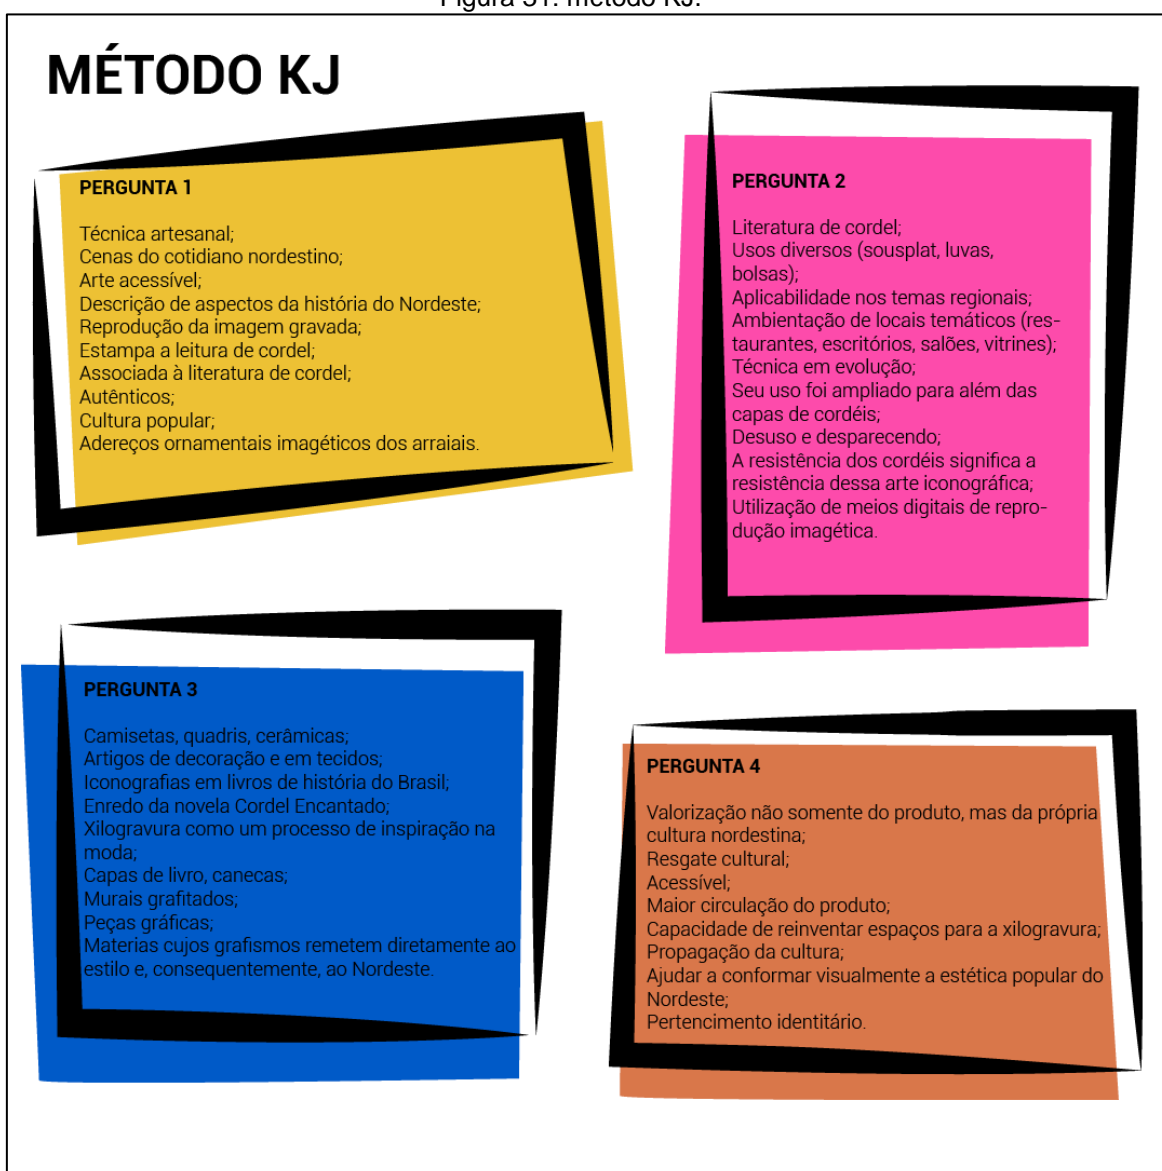 Figura 31: método KJ.
MÉTODO KJ
PERGUNTA 1
Técnica artesanal;
Cenas do cotidiano nordestino;
Arte acessível;
Descrição de aspectos da história do Nordeste;
Reprodução da imagem gravada;
Estampa a leitura de cordel;
Associada à literatura de cordel;
Autênticos;
Cultura popular;
Adereços ornamentais imagéticos dos arraiais.
PERGUNTA 2
Literatura de cordel;
Usos diversos (sousplat, luvas,
bolsas);
Aplicabilidade nos temas regionais;
Ambientação de locais temáticos (res-
taurantes, escritórios, salões, vitrines);
Técnica em evolução;
Seu uso foi ampliado para além das
capas de cordéis;
Desuso e desparecendo;
A resistência dos cordéis significa a
resistência dessa arte iconográfica;
Utilização de meios digitais de repro-
dução imagética.
PERGUNTA 3
Camisetas, quadris, cerâmicas;
Artigos de decoração e em tecidos;
Iconografias em livros de história do Brasil;
Enredo da novela Cordel Encantado;
Xilogravura como um processo de inspiração na
moda;
Capas de livro, canecas;
Murais grafitados;
Peças gráficas;
Materias cujos grafismos remetem diretamente ao
estilo e, consequentemente, ao Nordeste.
PERGUNTA 4
Valorização não somente do produto, mas da própria
cultura nordestina;
Resgate cultural;
Acessível;
Maior circulação do produto;
Capacidade de reinventar espaços para a xilogravura;
Propagação da cultura;
Ajudar a conformar visualmente a estética popular do
Nordeste;
Pertencimento identitário.